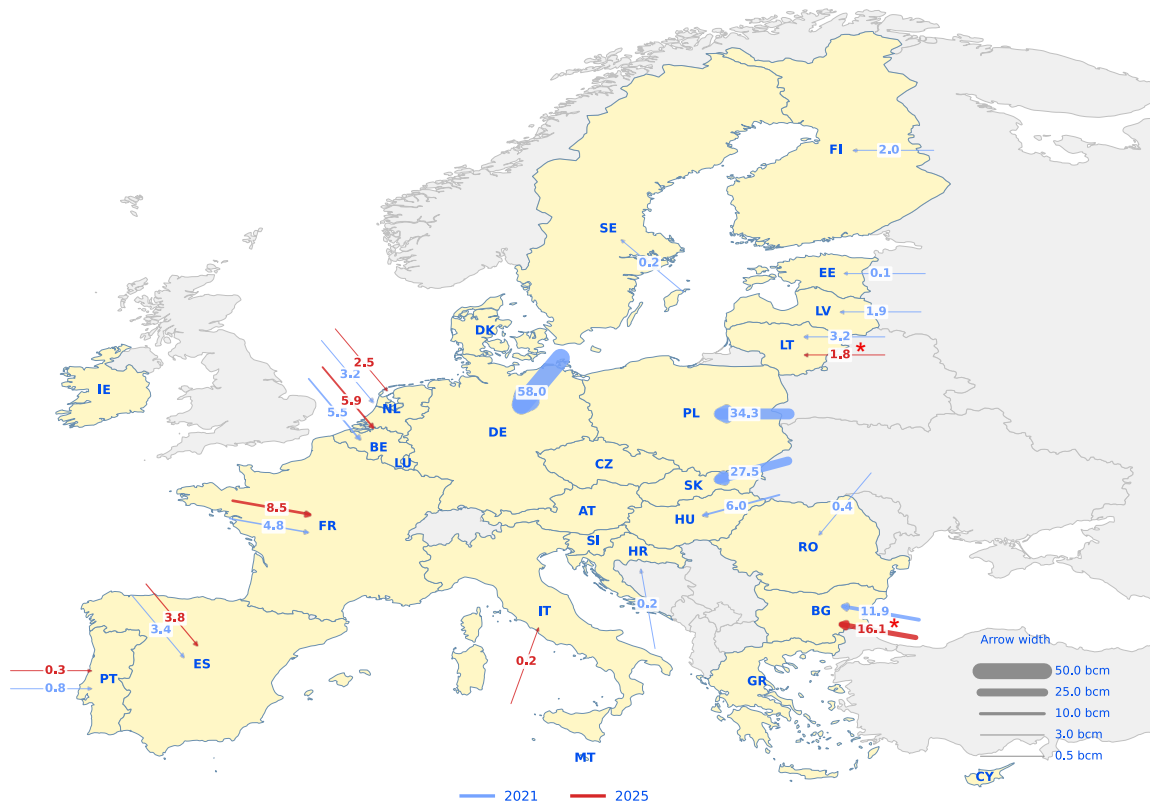 FI
2.0
SE
0.2
EE
0.1
LV
1.9
3.2
LT
*
1.8
DK
2.5
3.2
IE
5.9
5.5
NL
58.0
PL
34.3
DE
BE
LU
CZ
27.5
SK
8.5
4.8
FR
AT
6.0
HU
0.4
SI
HR
RO
3.8
3.4
0.2
IT
BG
11.9
16.1
*
Arrow width
0.3
0.8
PT
ES
0.2
GR
50.0 bcm
25.0 bcm
10.0 bcm
3.0 bcm
0.5 bcm
MT
CY
2021
2025